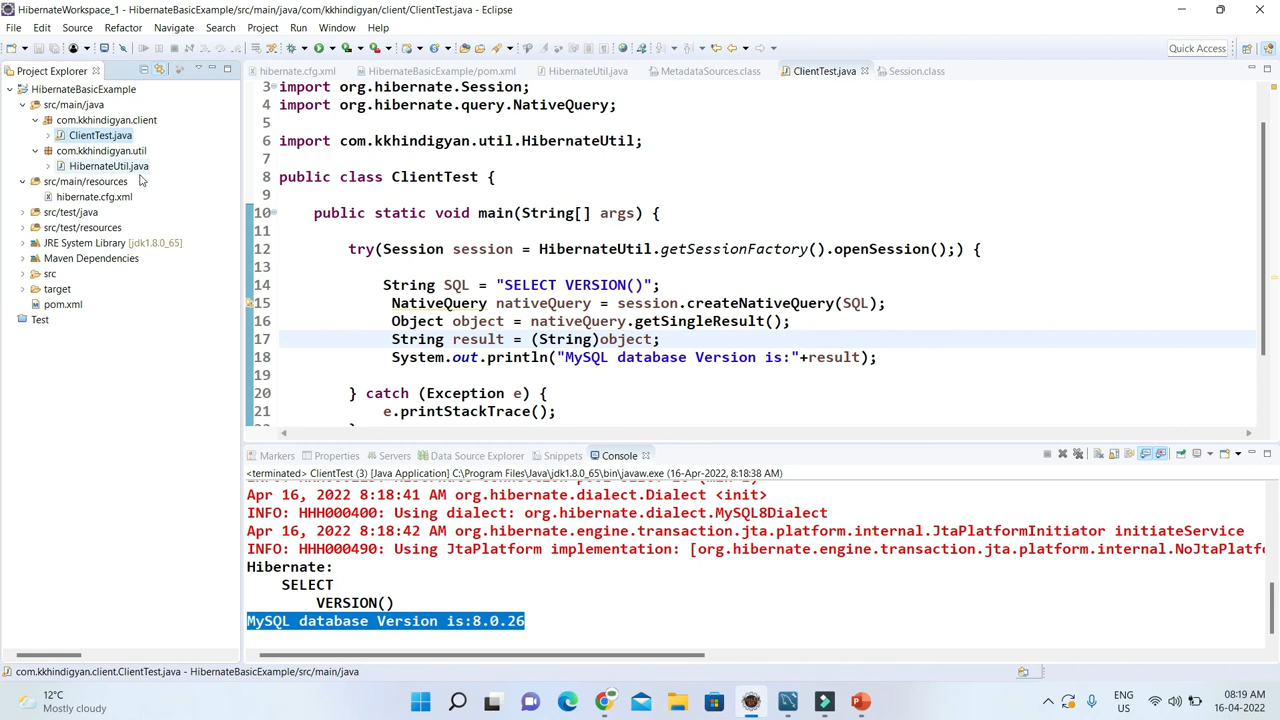 HibernateWorkspace_1 - HibernateBasicExample/src/main/java/com/kkhindigyan/client/ClientTest.java - Eclipse
File Edit Source Refactor Navigate Search Project Run Window Help
Quick Access
Project Explorer
HibernateBasicExample
src/main/java
com.kkhindigyan.client
ClientTest.java
com.kkhindigyan.util
HibernateUtil.java
src/main/resources
hibernate.cfg.xml
src/test/java
src/test/resources
JRE System Library [jdk1.8.0_65]
Maven Dependencies
src
target
pom.xml
Test
hibernate.cfg.xml HibernateBasicExample/pom.xml HibernateUtil.java MetadataSources.class ClientTest.java Session.class
3 import org.hibernate.Session;
4 import org.hibernate.query.NativeQuery;
5
6 import com.kkhindigyan.util.HibernateUtil;
7
8 public class ClientTest {
9
10 public static void main(String[] args) {
11
12 try(Session session = HibernateUtil.getSessionFactory().openSession();) {
13
14 String SQL = "SELECT VERSION()";
15 NativeQuery nativeQuery = session.createNativeQuery(SQL);
16 Object object = nativeQuery.getSingleResult();
17 String result = (String)object;
18 System.out.println("MySQL database Version is:"+result);
19
20 } catch (Exception e) {
21 e.printStackTrace();
Markers Properties Servers Data Source Explorer Snippets Console
<terminated> ClientTest (3) [Java Application] C:\Program Files\Java\jdk1.8.0_65\bin\javaw.exe (16-Apr-2022, 8:18:38 AM)
Apr 16, 2022 8:18:41 AM org.hibernate.dialect.Dialect <init>
INFO: HHH000400: Using dialect: org.hibernate.dialect.MySQL8Dialect
Apr 16, 2022 8:18:42 AM org.hibernate.engine.transaction.jta.platform.internal.JtaPlatformInitiator initiateService
INFO: HHH000490: Using JtaPlatform implementation: [org.hibernate.engine.transaction.jta.platform.internal.NoJtaPlatfo
Hibernate:
SELECT
VERSION()
MySQL database Version is:8.0.26
com.kkhindigyan.client.ClientTest.java - HibernateBasicExample/src/main/java
12°C
Mostly cloudy
ENG
US
08:19 AM
16-04-2022